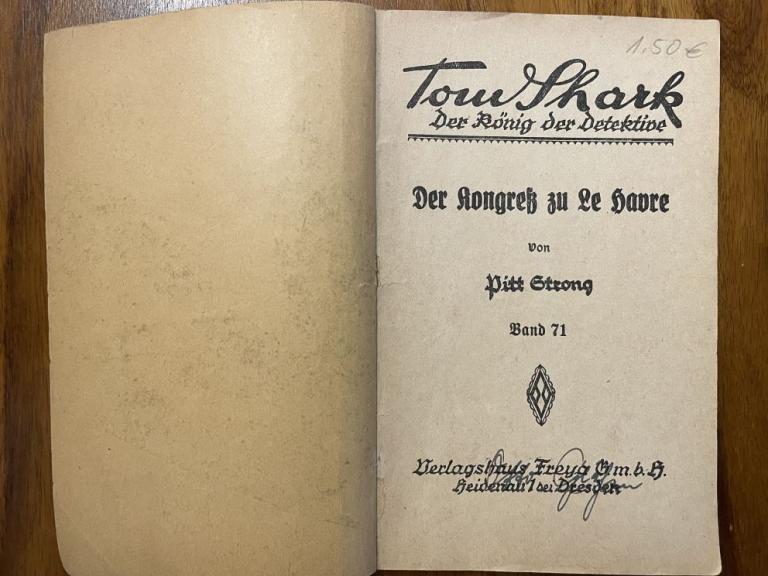 1.50 €
Tom Shark
Der König der Detektive
Der Kongreß zu Le Havre
von
Pitt Strong
Band 71
Verlagshaus Freya G.m.b.H.
Heidenau 1 bei Dresden